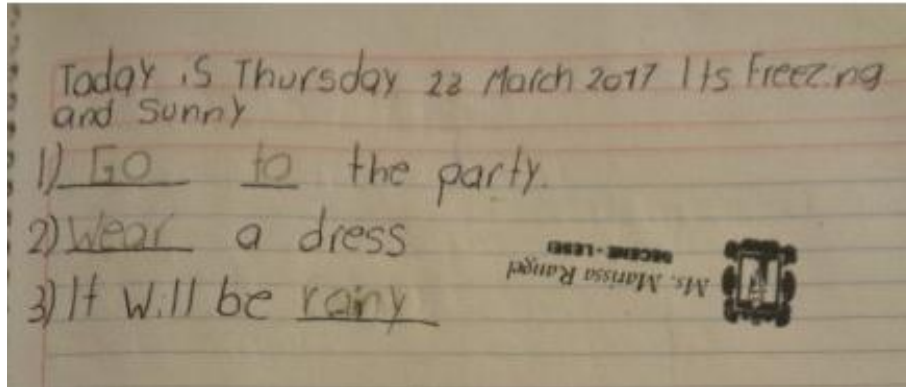 Today is Thursday 23 March 2017 Its Freezing
and Sunny
1) Go to the party.
2) Wear a dress
3) It Will be rainy
Ms. Marissa Rangel